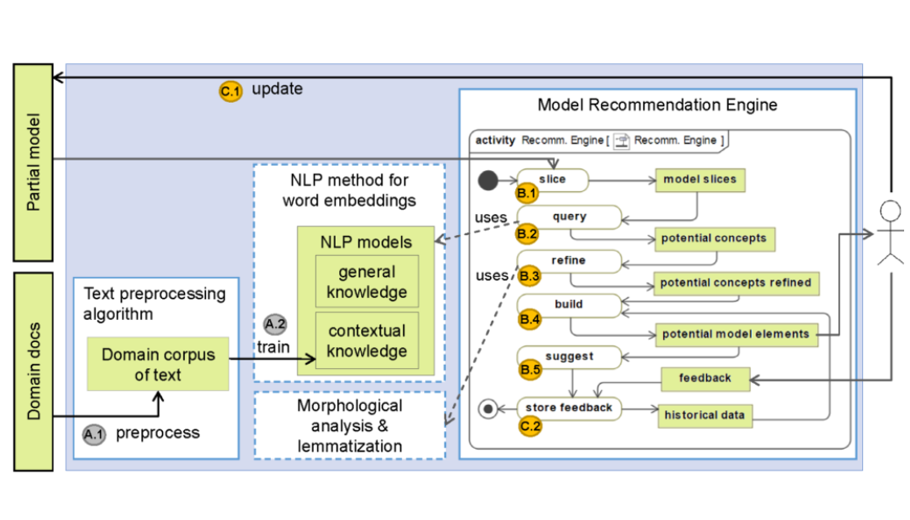 C.1 update
Model Recommendation Engine
activity Recomm. Engine [ Recomm. Engine ]
Partial model
slice
B.1
model slices
NLP method for
word embeddings
uses
query
B.2
potential concepts
NLP models
general
knowledge
contextual
knowledge
uses
refine
B.3
potential concepts refined
build
B.4
potential model elements
suggest
B.5
feedback
store feedback
C.2
historical data
Domain docs
Text preprocessing
algorithm
Domain corpus
of text
A.1 preprocess
A.2
train
Morphological
analysis &
lemmatization